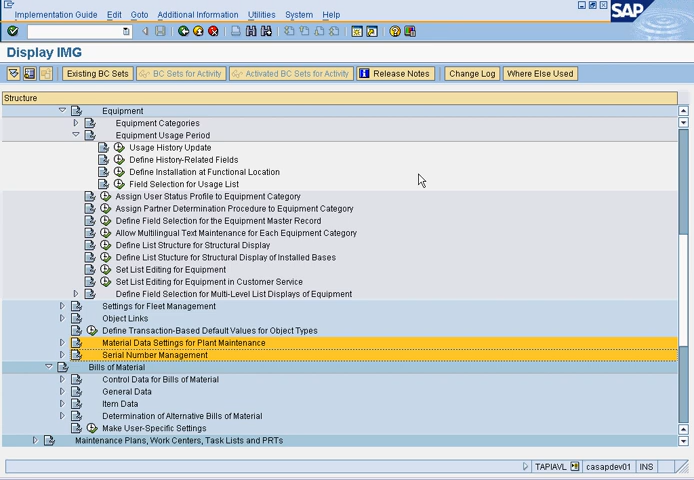 Implementation Guide Edit Goto Additional Information Utilities System Help
SAP
Display IMG
Existing BC Sets BC Sets for Activity Activated BC Sets for Activity Release Notes Change Log Where Else Used
Structure
Equipment
Equipment Categories
Equipment Usage Period
Usage History Update
Define History-Related Fields
Define Installation at Functional Location
Field Selection for Usage List
Assign User Status Profile to Equipment Category
Assign Partner Determination Procedure to Equipment Category
Define Field Selection for the Equipment Master Record
Allow Multilingual Text Maintenance for Each Equipment Category
Define List Structure for Structural Display
Define List Stucture for Structural Display of Installed Bases
Set List Editing for Equipment
Set List Editing for Equipment in Customer Service
Define Field Selection for Multi-Level List Displays of Equipment
Settings for Fleet Management
Object Links
Define Transaction-Based Default Values for Object Types
Material Data Settings for Plant Maintenance
Serial Number Management
Bills of Material
Control Data for Bills of Material
General Data
Item Data
Determination of Alternative Bills of Material
Make User-Specific Settings
Maintenance Plans, Work Centers, Task Lists and PRTs
TAPIAVL casapdev01 INS